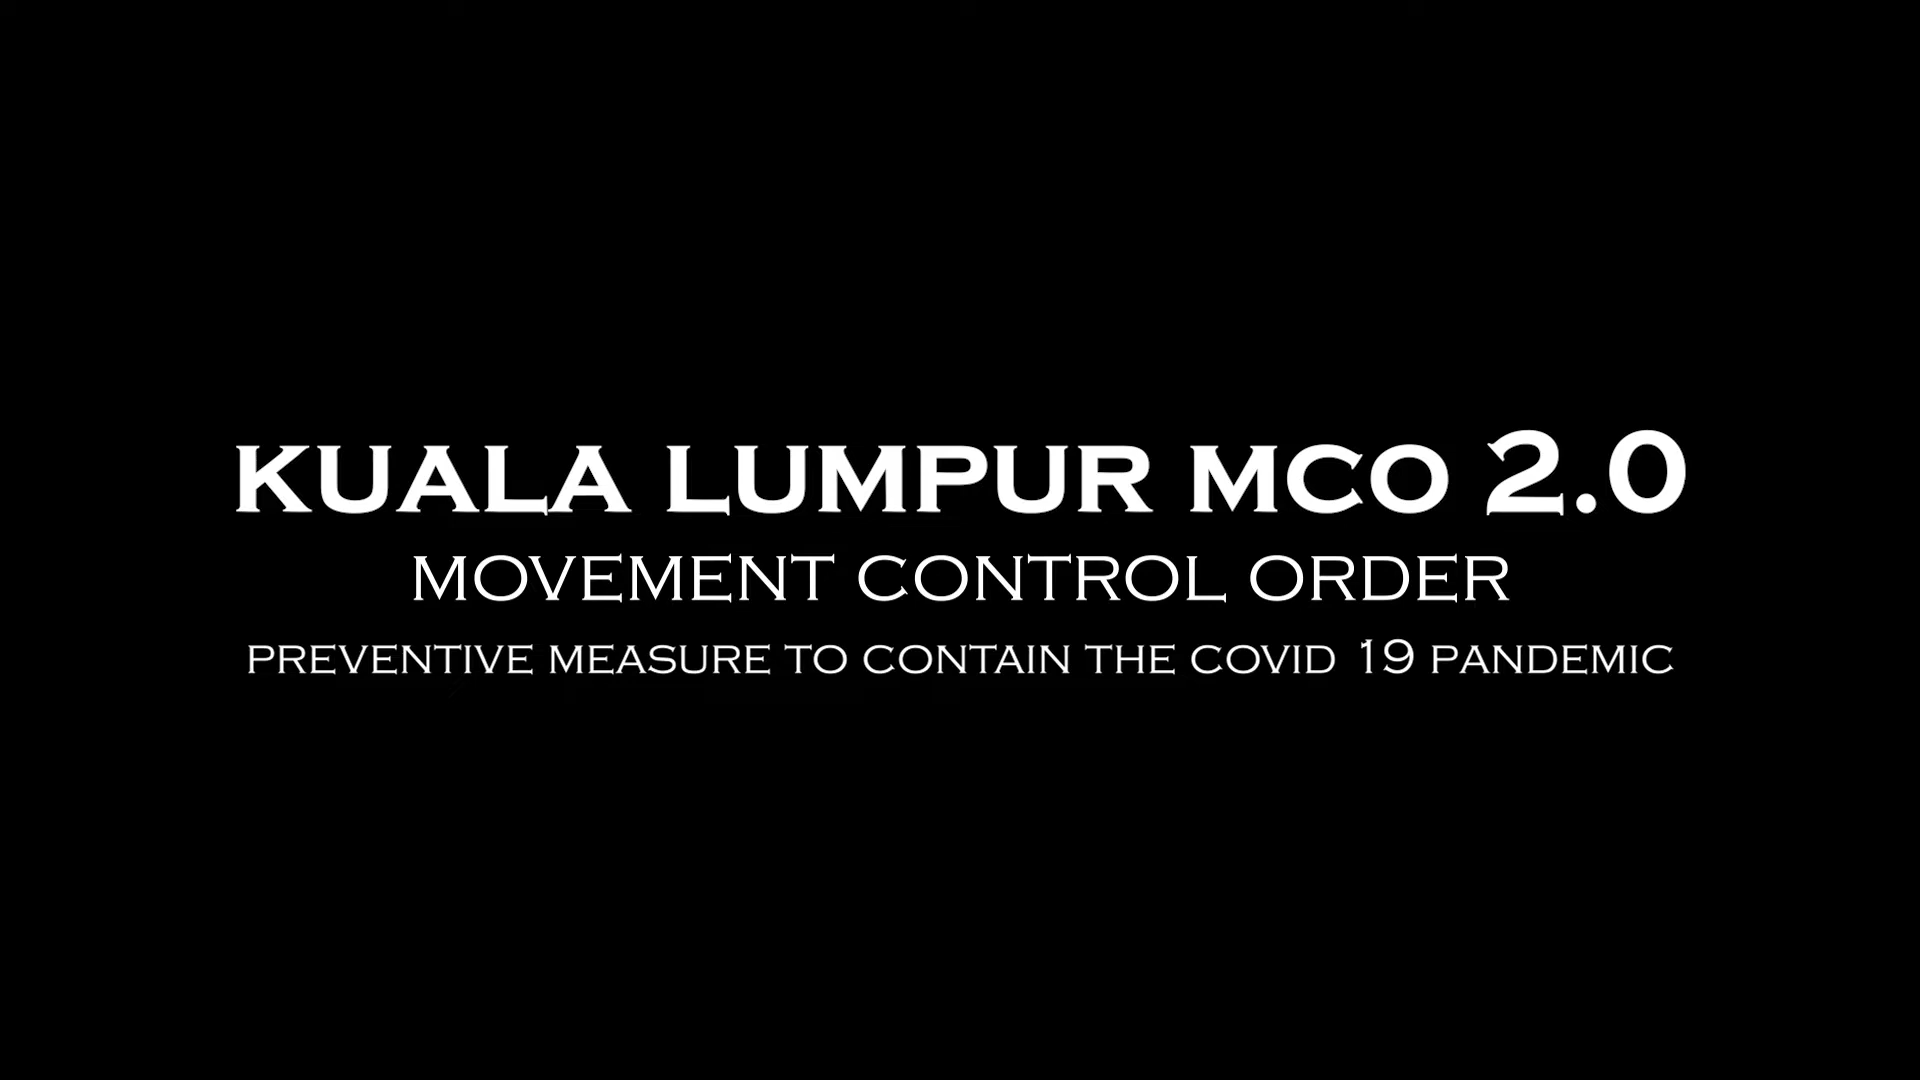 KUALA LUMPUR MCO 2.0
MOVEMENT CONTROL ORDER
PREVENTIVE MEASURE TO CONTAIN THE COVID 19 PANDEMIC